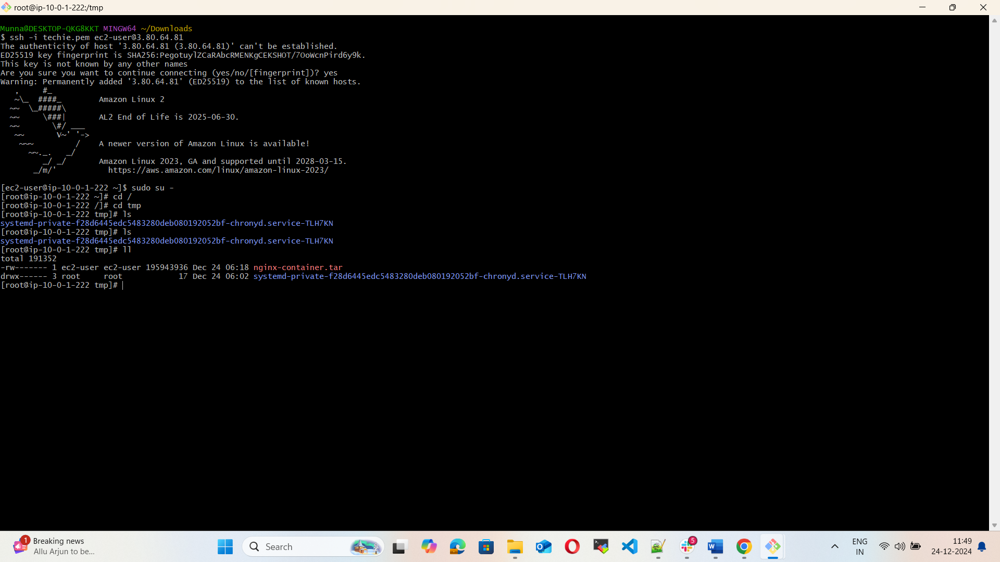 root@ip-10-0-1-222:/tmp
Munna@DESKTOP-QKG8KKT MINGW64 ~/Downloads
$ ssh -i techie.pem ec2-user@3.80.64.81
The authenticity of host '3.80.64.81 (3.80.64.81)' can't be established.
ED25519 key fingerprint is SHA256:PegotuylZCaRAbcRMENKgCEKSHOT/7OoWcnPird6y9k.
This key is not known by any other names
Are you sure you want to continue connecting (yes/no/[fingerprint])? yes
Warning: Permanently added '3.80.64.81' (ED25519) to the list of known hosts.
   ,     #_
   ~\_  ####_        Amazon Linux 2
  ~~  \_#####\
  ~~     \###|       AL2 End of Life is 2025-06-30.
  ~~       \#/ ___
   ~~       V~' '->
    ~~~         /    A newer version of Amazon Linux is available!
      ~~._.   _/
         _/ _/       Amazon Linux 2023, GA and supported until 2028-03-15.
       _/m/'           https://aws.amazon.com/linux/amazon-linux-2023/
[ec2-user@ip-10-0-1-222 ~]$ sudo su -
[root@ip-10-0-1-222 ~]# cd /
[root@ip-10-0-1-222 /]# cd tmp
[root@ip-10-0-1-222 tmp]# ls
systemd-private-f28d6445edc5483280deb080192052bf-chronyd.service-TLH7KN
[root@ip-10-0-1-222 tmp]# ls
systemd-private-f28d6445edc5483280deb080192052bf-chronyd.service-TLH7KN
[root@ip-10-0-1-222 tmp]# ll
total 191352
-rw------- 1 ec2-user ec2-user 195943936 Dec 24 06:18 nginx-container.tar
drwx------ 3 root     root            17 Dec 24 06:02 systemd-private-f28d6445edc5483280deb080192052bf-chronyd.service-TLH7KN
[root@ip-10-0-1-222 tmp]#
1
Breaking news
Allu Arjun to be...
Search
5
ENG
IN
11:49
24-12-2024